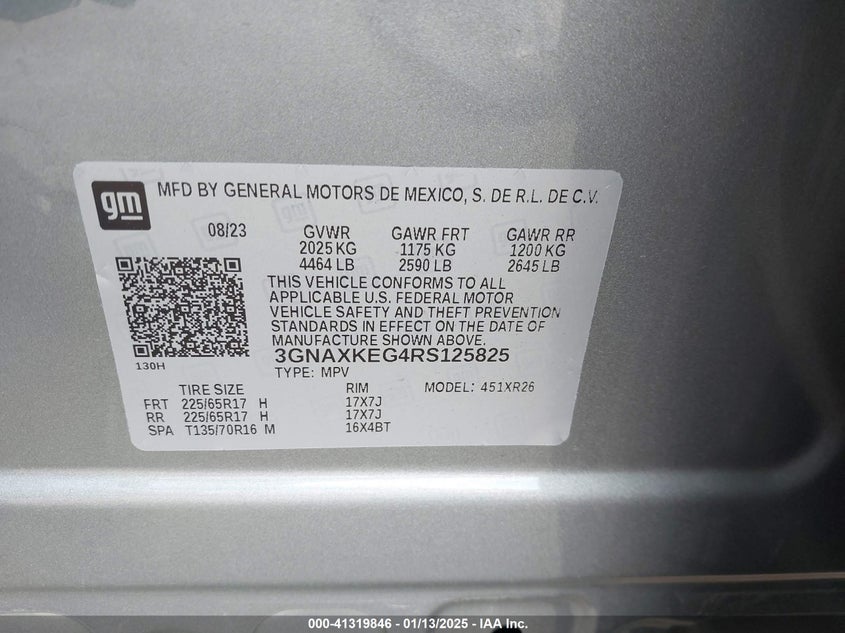 gm
MFD BY GENERAL MOTORS DE MEXICO, S. DE R.L. DE C.V.
08/23 GVWR GAWR FRT GAWR RR
2025 KG 1175 KG 1200 KG
4464 LB 2590 LB 2645 LB
THIS VEHICLE CONFORMS TO ALL
APPLICABLE U.S. FEDERAL MOTOR
VEHICLE SAFETY AND THEFT PREVENTION
STANDARDS IN EFFECT ON THE DATE OF
MANUFACTURE SHOWN ABOVE.
3GNAXKEG4RS125825
130H
TYPE: MPV
TIRE SIZE RIM MODEL: 451XR26
FRT 225/65R17 H 17X7J
RR 225/65R17 H 17X7J
SPA T135/70R16 M 16X4BT
000-41319846 - 01/13/2025 - IAAI.com